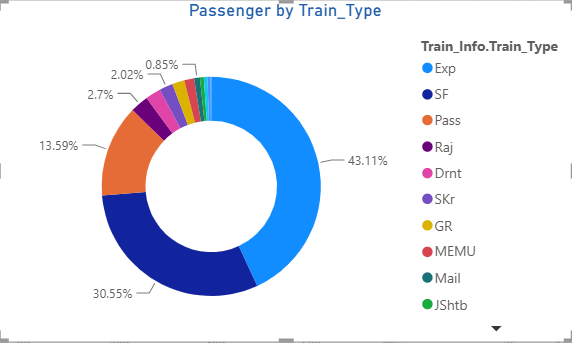 Passenger by Train_Type
0.85%
2.02%
2.7%
13.59%
43.11%
30.55%
Train_Info.Train_Type
Exp
SF
Pass
Raj
Drnt
SKr
GR
MEMU
Mail
JShtb